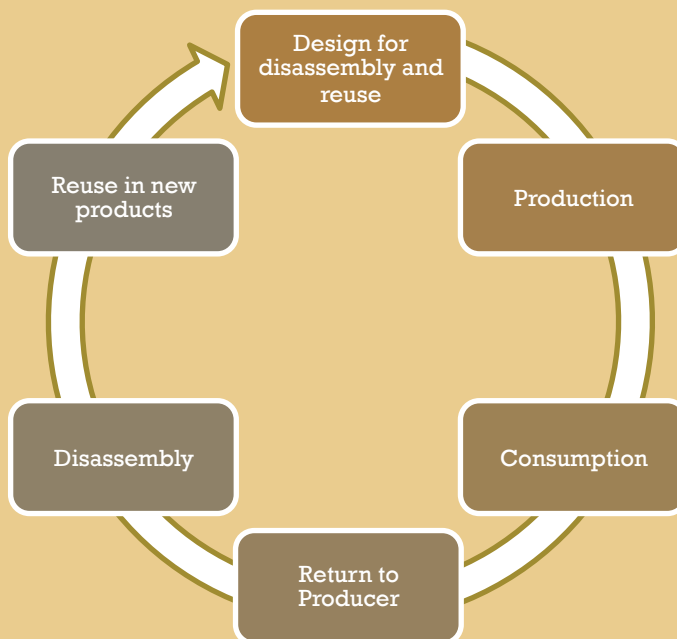 Design for
disassembly and
reuse
Production
Consumption
Return to
Producer
Disassembly
Reuse in new
products